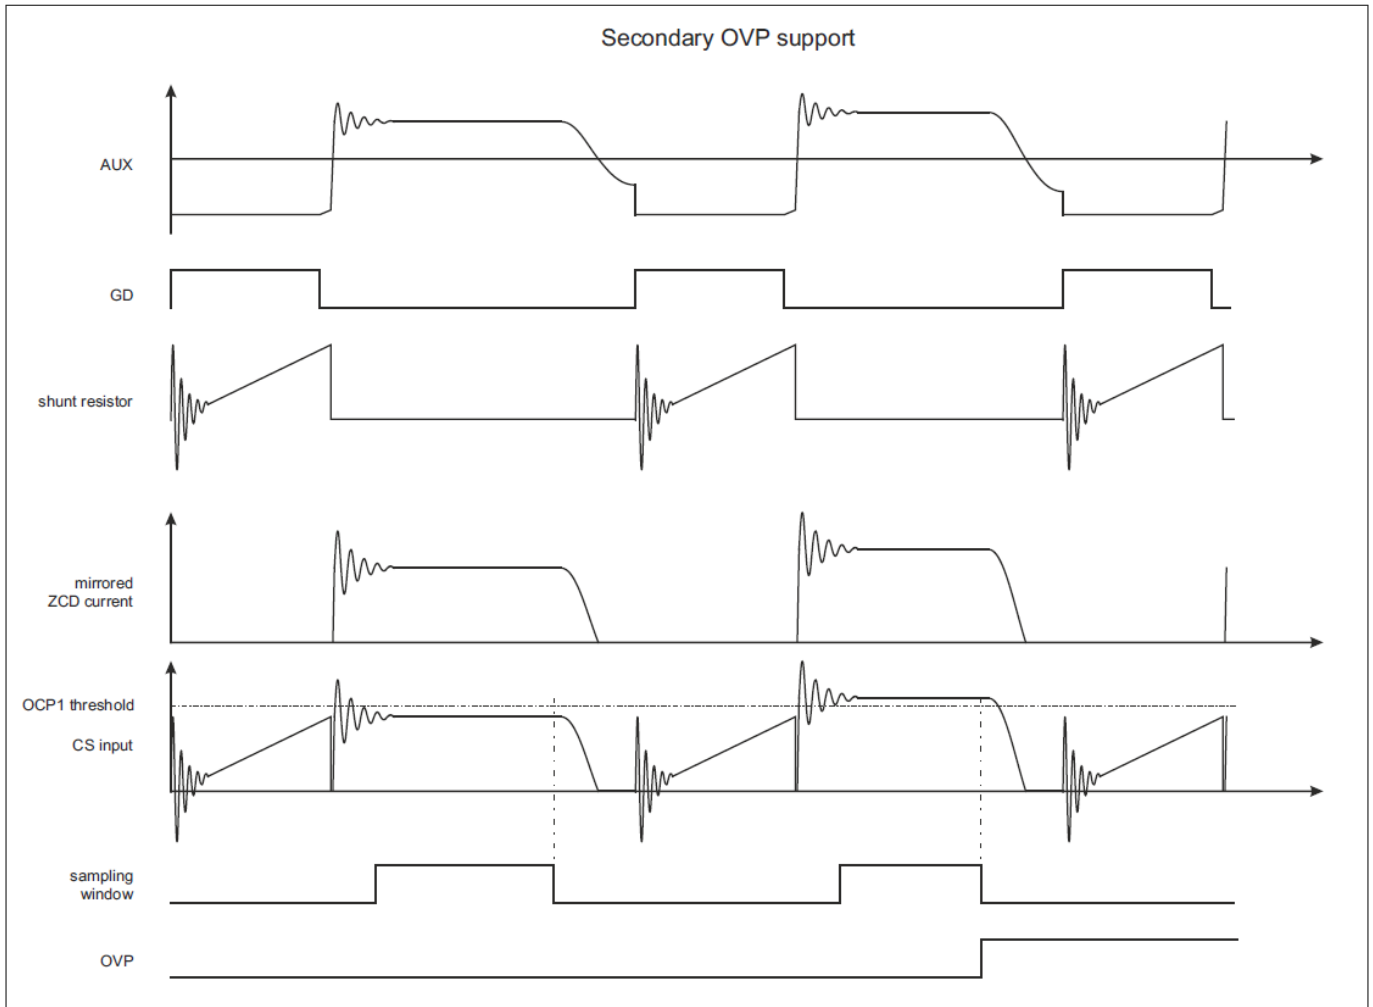 Secondary OVP support
AUX
GD
shunt resistor
mirrored
ZCD current
OCP1 threshold
CS input
sampling
window
OVP